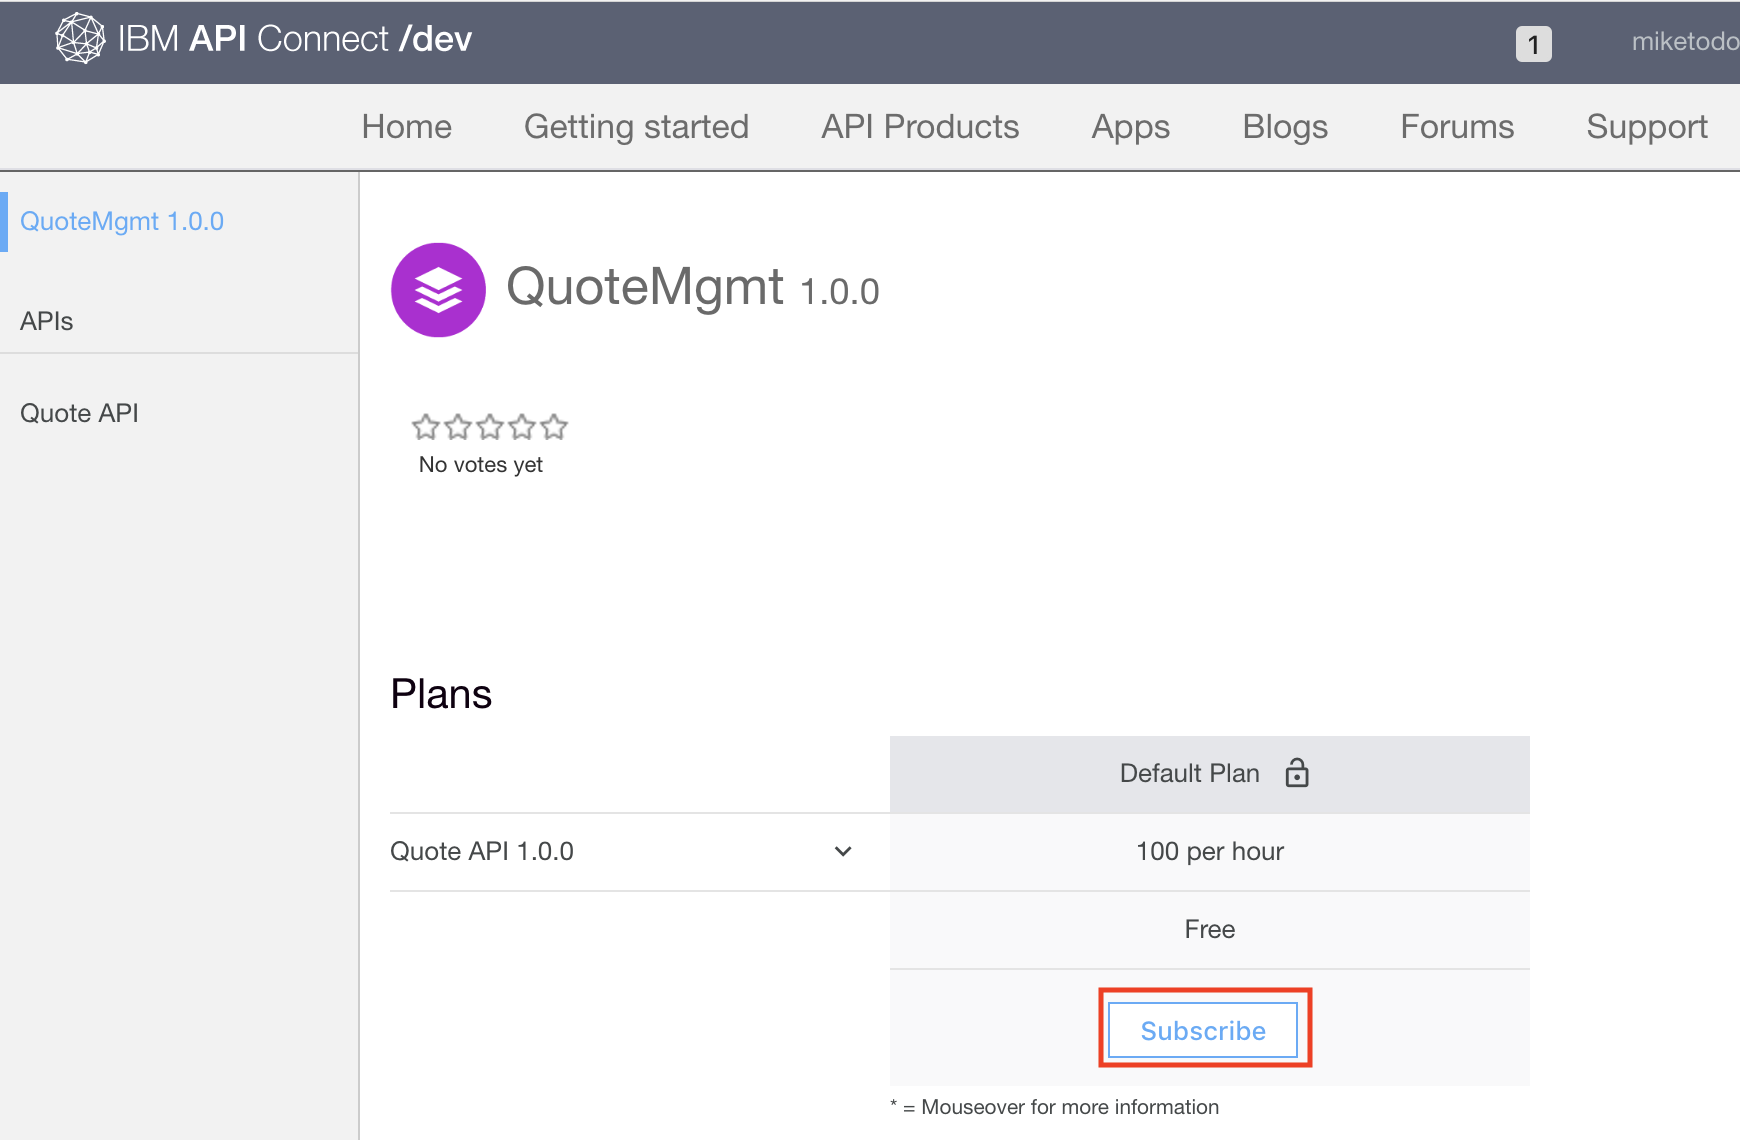 IBM API Connect /dev
1
miketodo
Home Getting started API Products Apps Blogs Forums Support
QuoteMgmt 1.0.0
APIs
Quote API
QuoteMgmt 1.0.0
No votes yet
Plans
Default Plan
Quote API 1.0.0
100 per hour
Free
Subscribe
* = Mouseover for more information